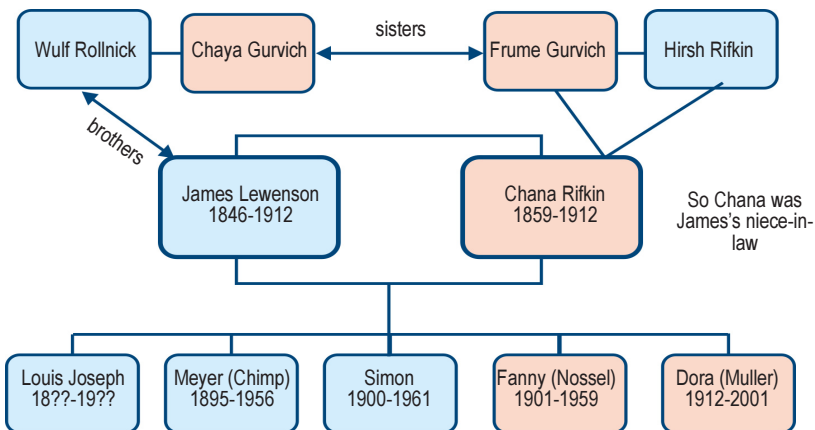 sisters
Wulf Rollnick
Chaya Gurvich
Frume Gurvich
Hirsh Rifkin
brothers
James Lewenson
1846-1912
Chana Rifkin
1859-1912
So Chana was
James's niece-in-
law
Louis Joseph
18??-19??
Meyer (Chimp)
1895-1956
Simon
1900-1961
Fanny (Nossel)
1901-1959
Dora (Muller)
1912-2001